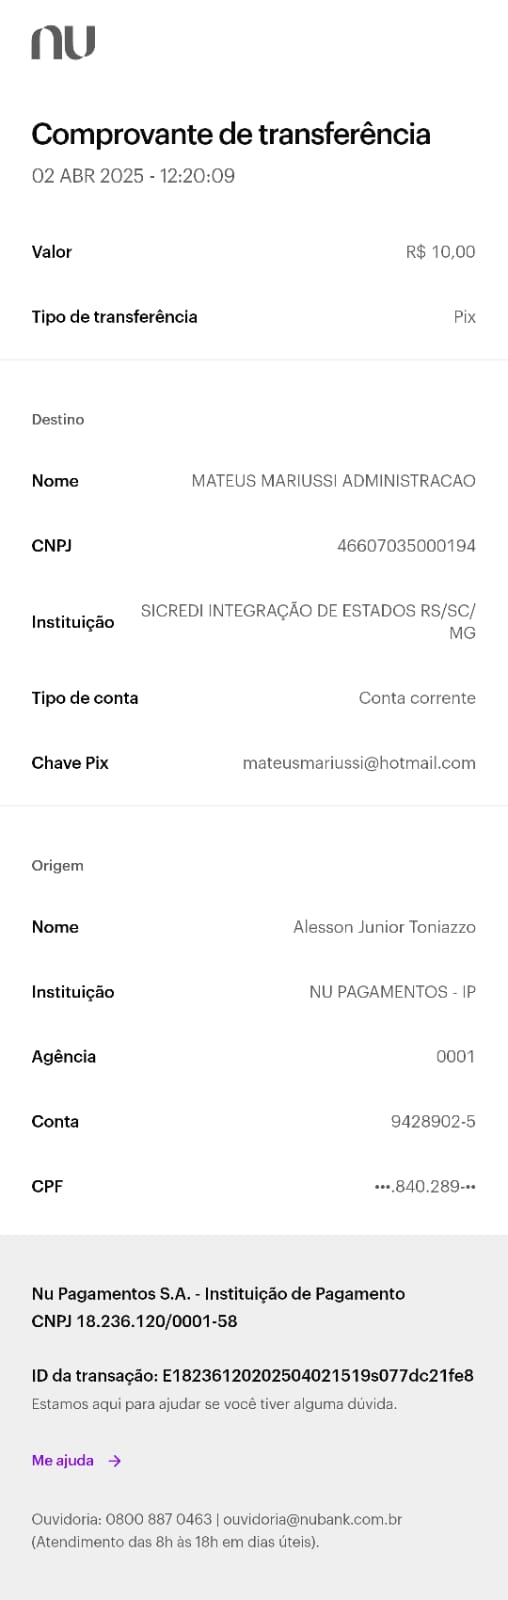 nu
Comprovante de transferência
02 ABR 2025 - 12:20:09
Valor R$ 10,00
Tipo de transferência Pix
Destino
Nome MATEUS MARIUSSI ADMINISTRACAO
CNPJ 46607035000194
Instituição SICREDI INTEGRAÇÃO DE ESTADOS RS/SC/
MG
Tipo de conta Conta corrente
Chave Pix mateusmariussi@hotmail.com
Origem
Nome Alesson Junior Toniazzo
Instituição NU PAGAMENTOS - IP
Agência 0001
Conta 9428902-5
CPF •••.840.289-••
Nu Pagamentos S.A. - Instituição de Pagamento
CNPJ 18.236.120/0001-58
ID da transação: E18236120202504021519s077dc21fe8
Estamos aqui para ajudar se você tiver alguma dúvida.
Me ajuda →
Ouvidoria: 0800 887 0463 | ouvidoria@nubank.com.br
(Atendimento das 8h às 18h em dias úteis).